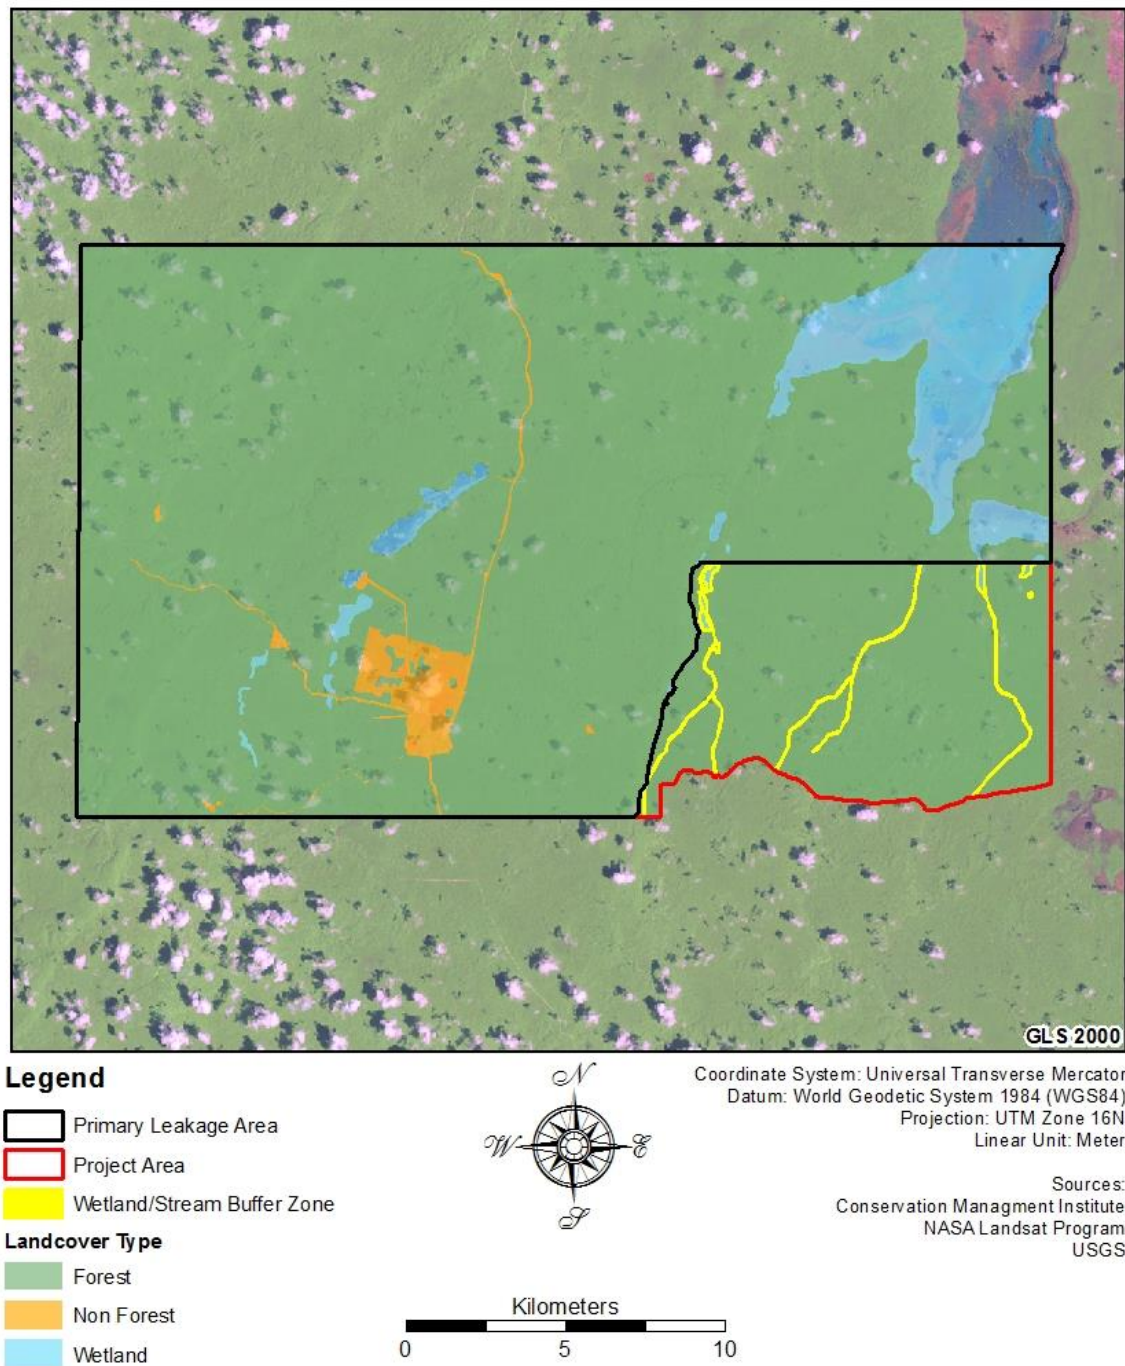 GLS 2000
Legend
Primary Leakage Area
Project Area
Wetland/Stream Buffer Zone
Landcover Type
Forest
Non Forest
Wetland
N
W
E
S
Kilometers
0 5 10
Coordinate System: Universal Transverse Mercator
Datum: World Geodetic System 1984 (WGS84)
Projection: UTM Zone 16N
Linear Unit: Meter
Sources:
Conservation Managment Institute
NASA Landsat Program
USGS